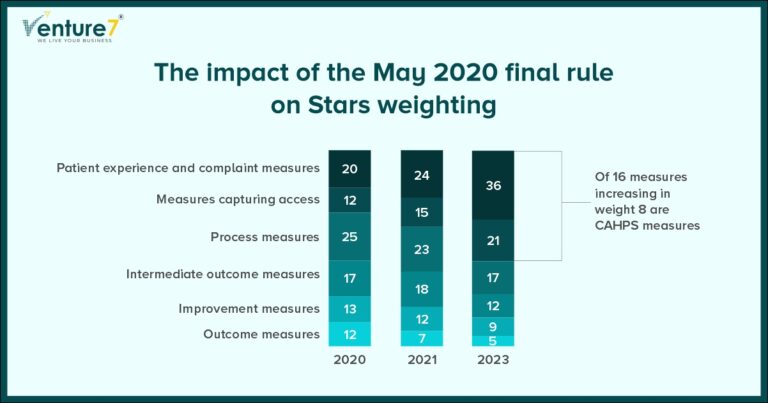 Venture7®
WE LIVE YOUR BUSINESS
The impact of the May 2020 final rule
on Stars weighting
Patient experience and complaint measures
Measures capturing access
Process measures
Intermediate outcome measures
Improvement measures
Outcome measures
20
12
25
17
13
12
2020
24
15
23
18
12
7
2021
36
21
17
12
9
5
2023
Of 16 measures
increasing in
weight 8 are
CAHPS measures